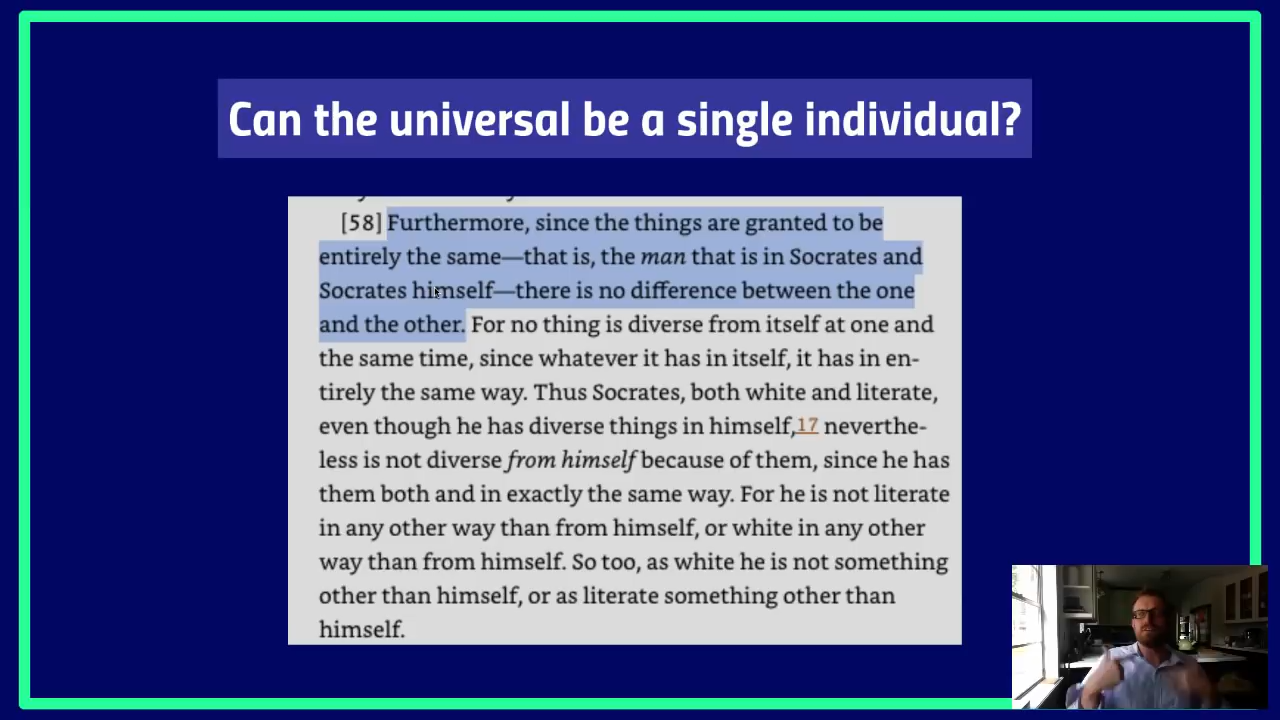 Can the universal be a single individual?
[58] Furthermore, since the things are granted to be
entirely the same—that is, the man that is in Socrates and
Socrates himself—there is no difference between the one
and the other. For no thing is diverse from itself at one and
the same time, since whatever it has in itself, it has in en-
tirely the same way. Thus Socrates, both white and literate,
even though he has diverse things in himself,17 neverthe-
less is not diverse from himself because of them, since he has
them both and in exactly the same way. For he is not literate
in any other way than from himself, or white in any other
way than from himself. So too, as white he is not something
other than himself, or as literate something other than
himself.